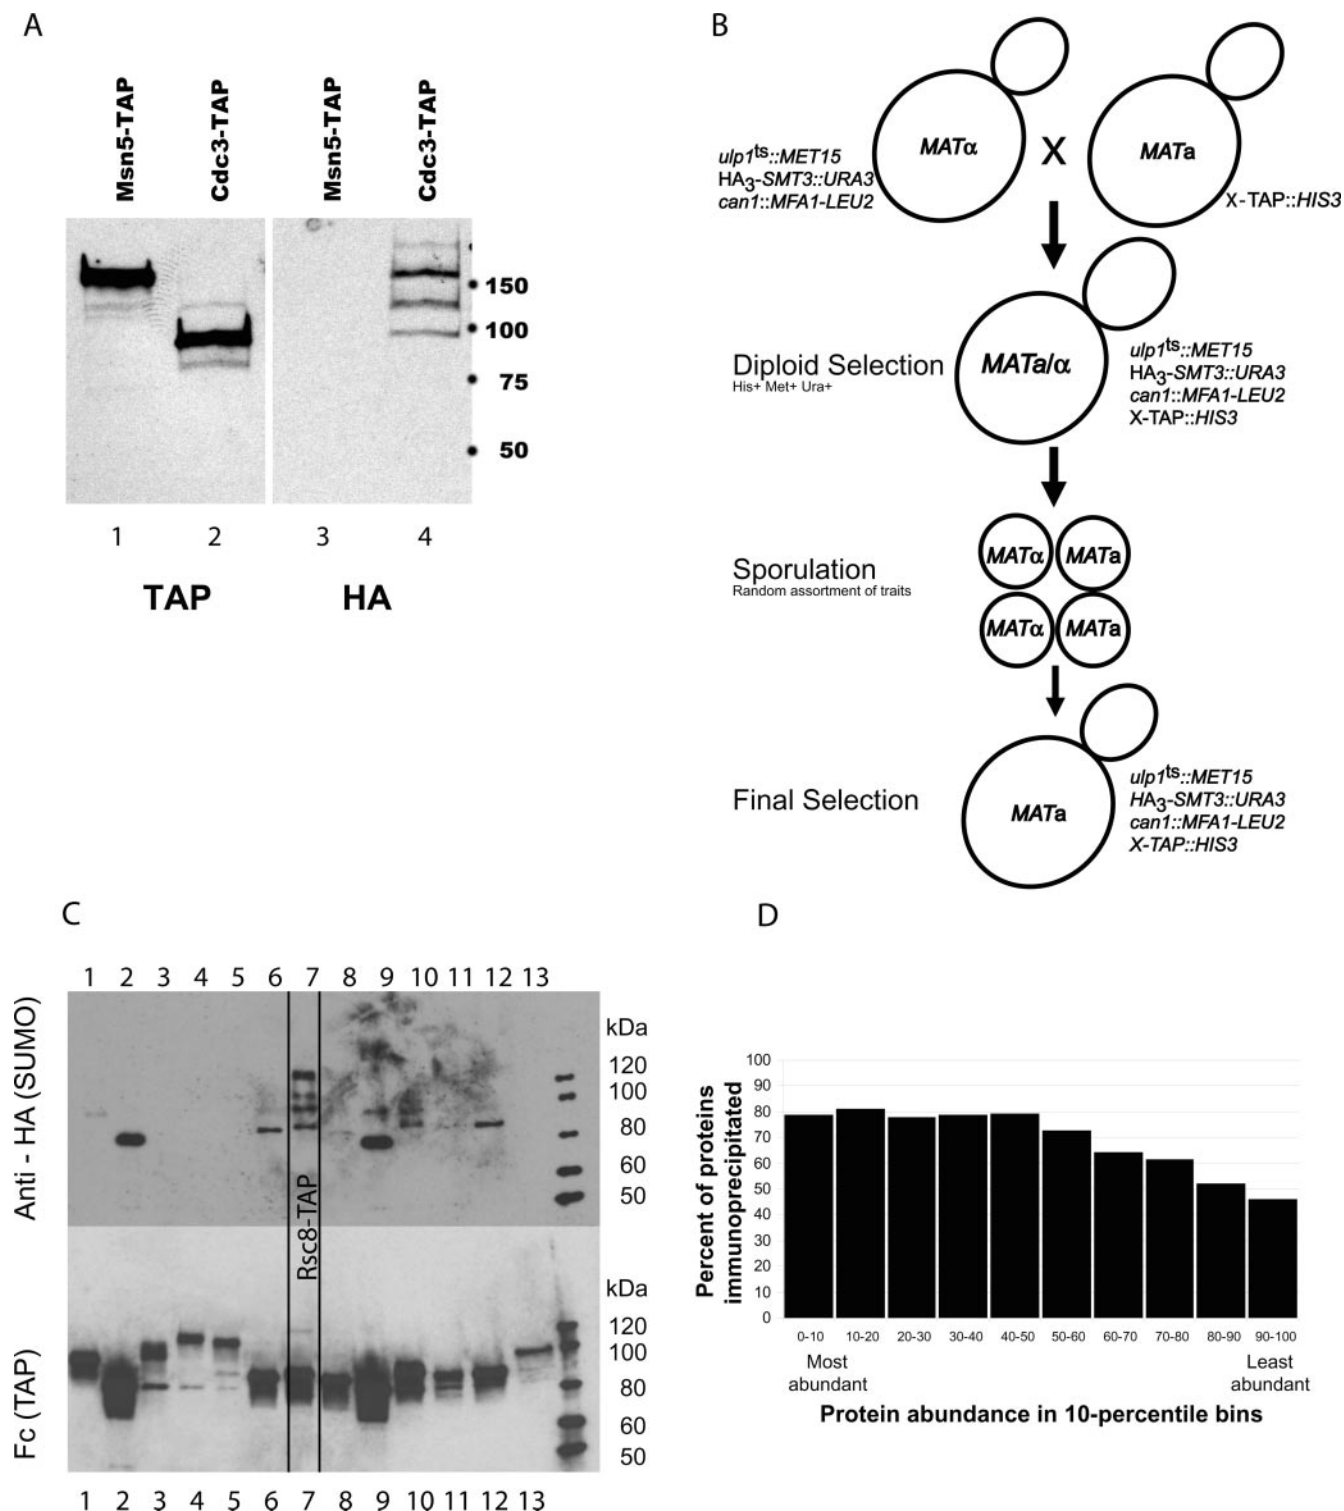 A
Msn5-TAP
Cdc3-TAP
Msn5-TAP
Cdc3-TAP
150
100
75
50
1 2 3 4
TAP HA
B
MATα X MATa
ulp1ts::MET15
HA3-SMT3::URA3
can1::MFA1-LEU2
X-TAP::HIS3
Diploid Selection
His+ Met+ Ura+
MATa/α
ulp1ts::MET15
HA3-SMT3::URA3
can1::MFA1-LEU2
X-TAP::HIS3
Sporulation
Random assortment of traits
MATα MATa
MATα MATa
Final Selection
MATa
ulp1ts::MET15
HA3-SMT3::URA3
can1::MFA1-LEU2
X-TAP::HIS3
C
1 2 3 4 5 6 7 8 9 10 11 12 13
Anti - HA (SUMO)
kDa
120
100
80
60
50
Rsc8-TAP
Fc (TAP)
kDa
120
100
80
60
50
1 2 3 4 5 6 7 8 9 10 11 12 13
D
Percent of proteins
immunoprecipitated
100
90
80
70
60
50
40
30
20
10
0
0-10 10-20 20-30 30-40 40-50 50-60 60-70 70-80 80-90 90-100
Most
abundant
Least
abundant
Protein abundance in 10-percentile bins